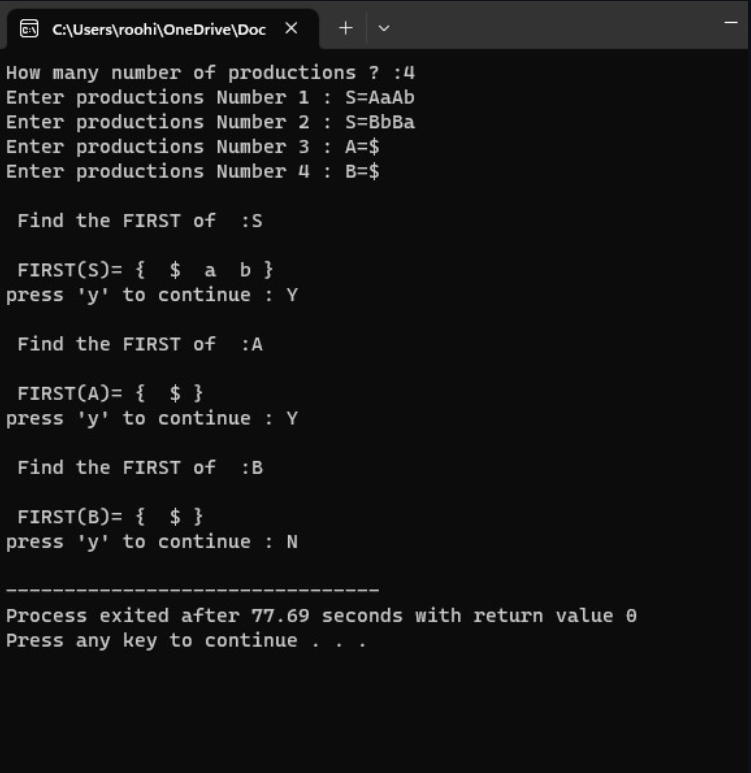 C:\Users\roohi\OneDrive\Doc
How many number of productions ? :4
Enter productions Number 1 : S=AaAb
Enter productions Number 2 : S=BbBa
Enter productions Number 3 : A=$
Enter productions Number 4 : B=$
Find the FIRST of  :S
FIRST(S)= {  $  a  b }
press 'y' to continue : Y
Find the FIRST of  :A
FIRST(A)= {  $ }
press 'y' to continue : Y
Find the FIRST of  :B
FIRST(B)= {  $ }
press 'y' to continue : N
--------------------------------
Process exited after 77.69 seconds with return value 0
Press any key to continue . . .